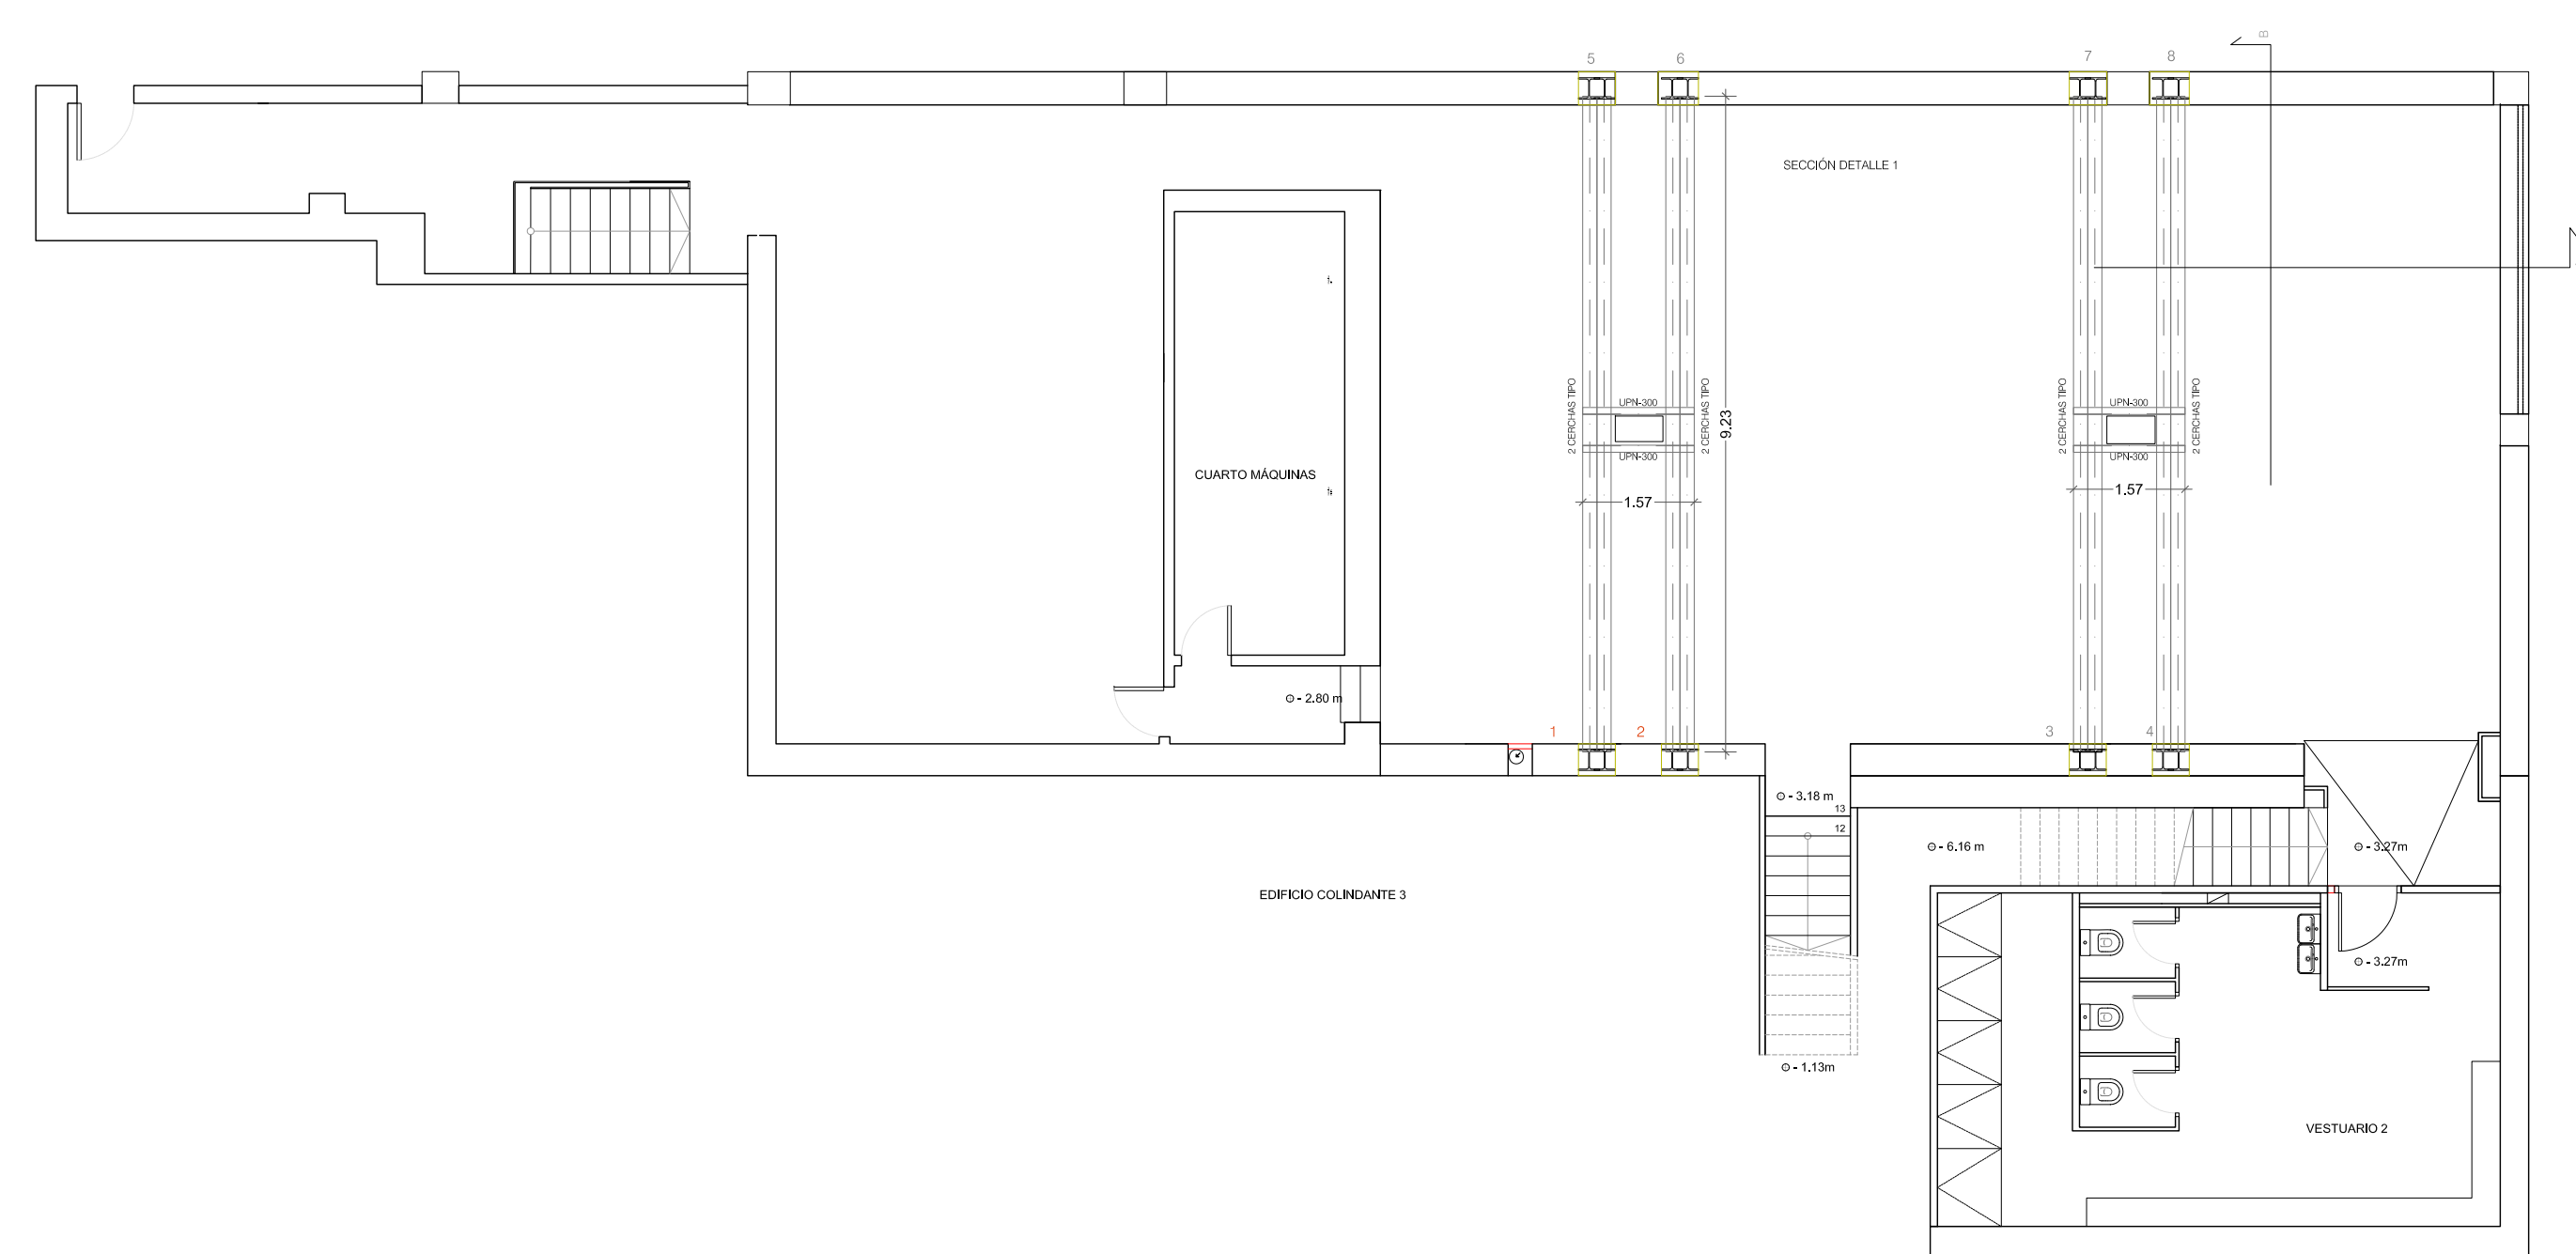 B
5
6
7
8
SECCIÓN DETALLE 1
2 CERCHAS TIPO
UPN-300
UPN-300
2 CERCHAS TIPO
9.23
1.57
2 CERCHAS TIPO
UPN-300
UPN-300
2 CERCHAS TIPO
1.57
CUARTO MÁQUINAS
- 2.80 m
1
2
3
4
- 3.18 m
13
12
- 6.16 m
- 3.27m
EDIFICIO COLINDANTE 3
- 3.27m
- 1.13m
VESTUARIO 2